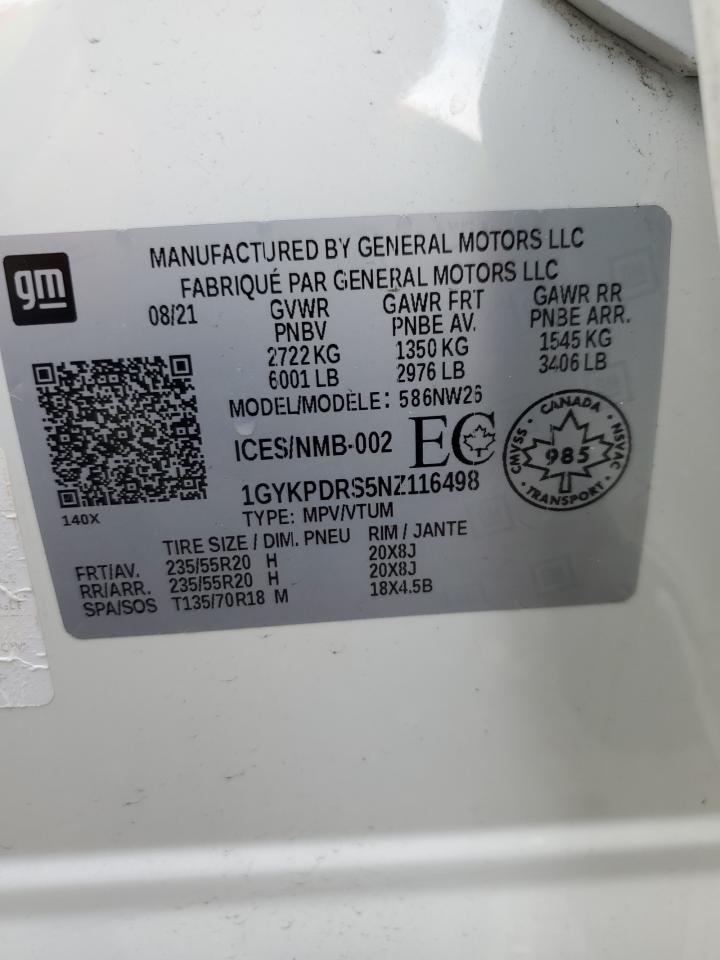 gm
MANUFACTURED BY GENERAL MOTORS LLC
FABRIQUÉ PAR GENERAL MOTORS LLC
08/21 GVWR GAWR FRT GAWR RR
PNBV PNBE AV. PNBE ARR.
2722 KG 1350 KG 1545 KG
6001 LB 2976 LB 3406 LB
MODEL/MODÈLE: 586NW26
ICES/NMB-002 EC
CANADA
CMVSS 985 NSVAC
TRANSPORT
1GYKPDRS5NZ116498
140X TYPE: MPV/VTUM
TIRE SIZE / DIM. PNEU RIM / JANTE
FRT/AV. 235/55R20 H 20X8J
RR/ARR. 235/55R20 H 20X8J
SPA/SOS T135/70R18 M 18X4.5B